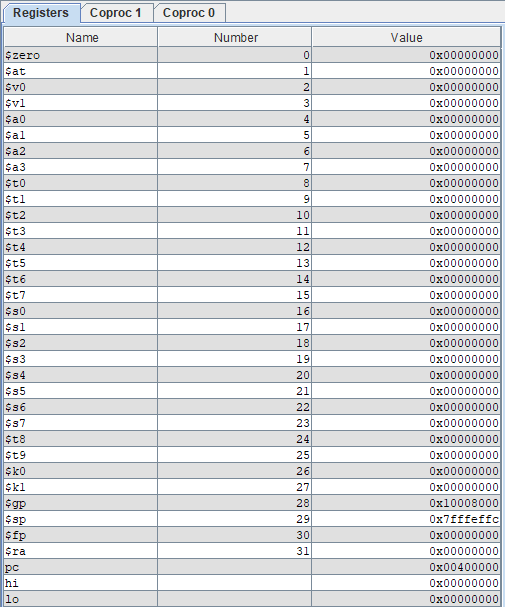 Registers Coproc 1 Coproc 0
Name Number Value
$zero 0 0x00000000
$at 1 0x00000000
$v0 2 0x00000000
$v1 3 0x00000000
$a0 4 0x00000000
$a1 5 0x00000000
$a2 6 0x00000000
$a3 7 0x00000000
$t0 8 0x00000000
$t1 9 0x00000000
$t2 10 0x00000000
$t3 11 0x00000000
$t4 12 0x00000000
$t5 13 0x00000000
$t6 14 0x00000000
$t7 15 0x00000000
$s0 16 0x00000000
$s1 17 0x00000000
$s2 18 0x00000000
$s3 19 0x00000000
$s4 20 0x00000000
$s5 21 0x00000000
$s6 22 0x00000000
$s7 23 0x00000000
$t8 24 0x00000000
$t9 25 0x00000000
$k0 26 0x00000000
$k1 27 0x00000000
$gp 28 0x10008000
$sp 29 0x7fffeffc
$fp 30 0x00000000
$ra 31 0x00000000
pc 0x00400000
hi 0x00000000
lo 0x00000000